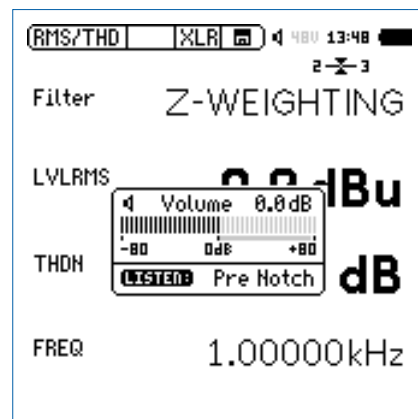 RMS/THD XLR 48V 13:48
2 3
Filter Z-WEIGHTING
LVLRMS dBu
Volume 0.0dB
-80 0dB +80
THDN dB
LISTEN: Pre Notch
FREQ 1.00000kHz